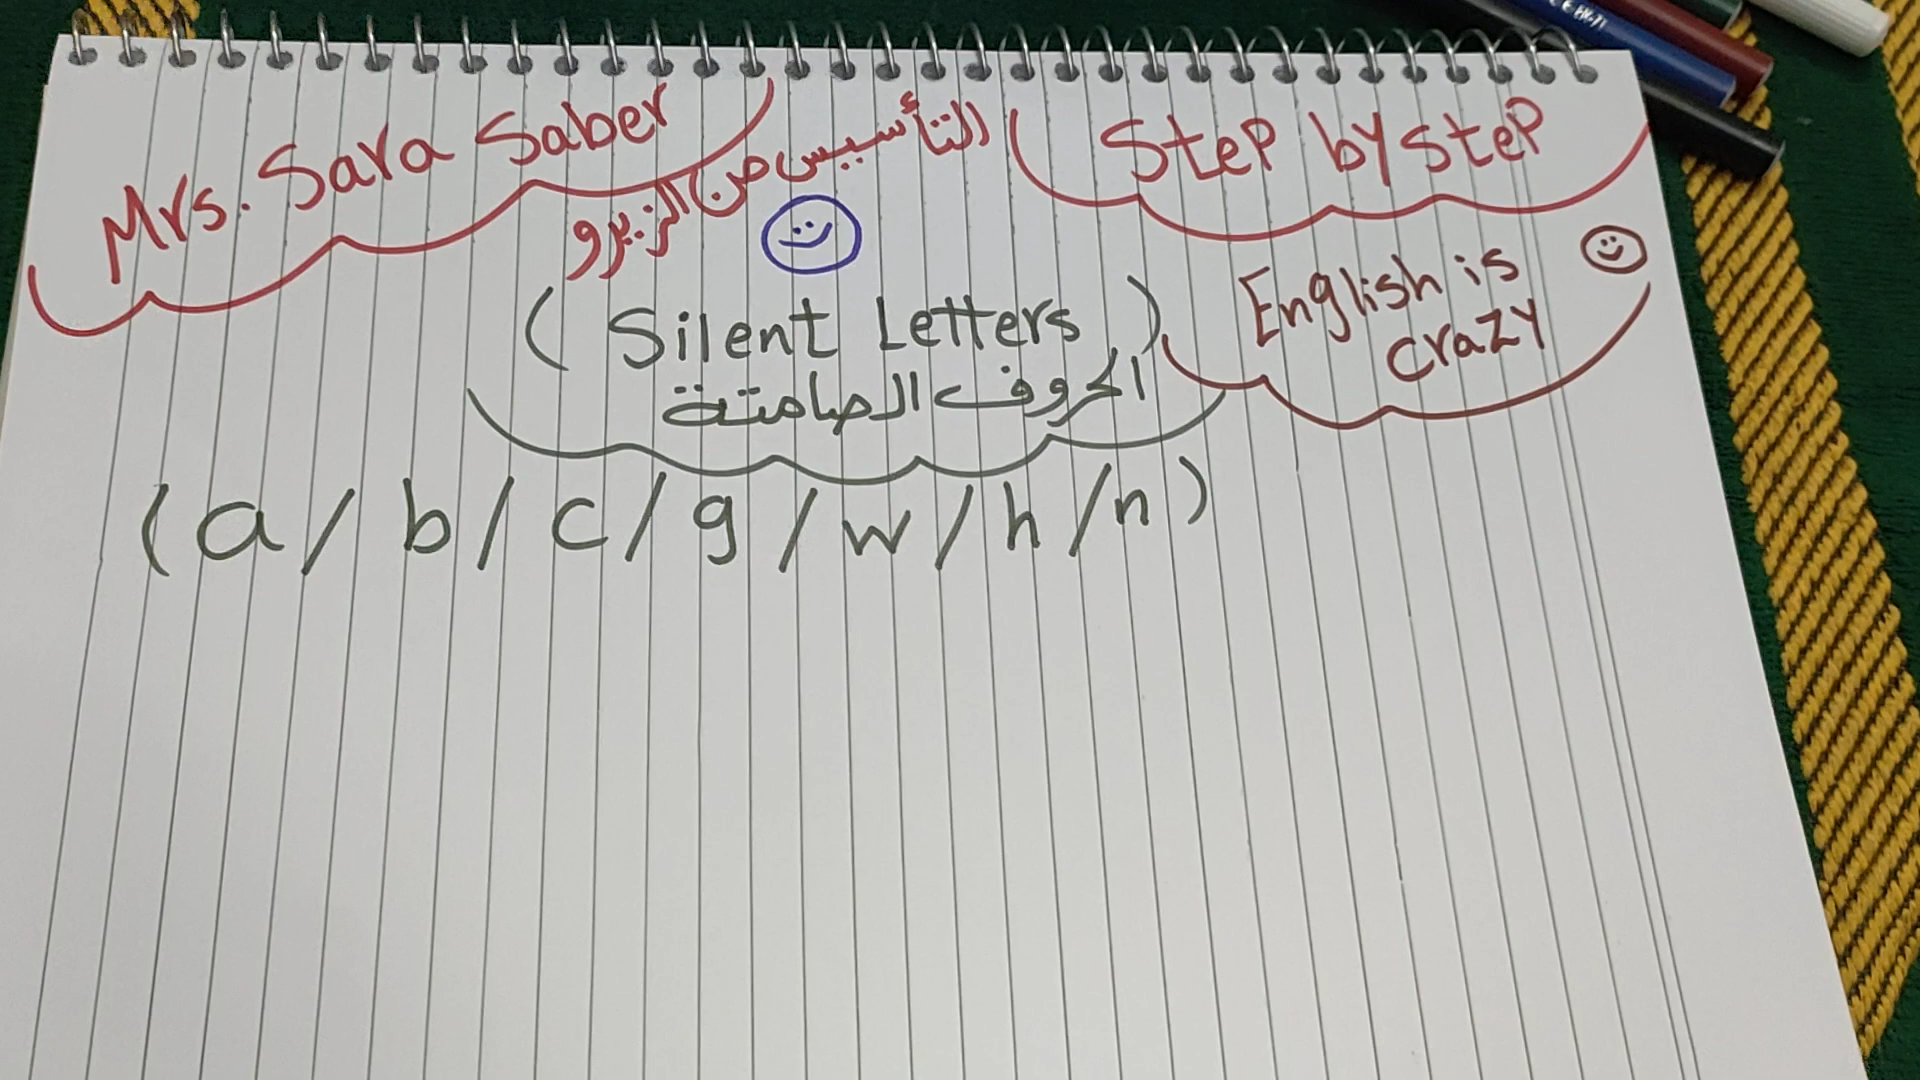 Mrs. Sara Saber
التأسيس من الزيرو
Step by step
English is
crazy
( Silent Letters )
الحروف الصامتة
( a / b / c / g / w / h / n )